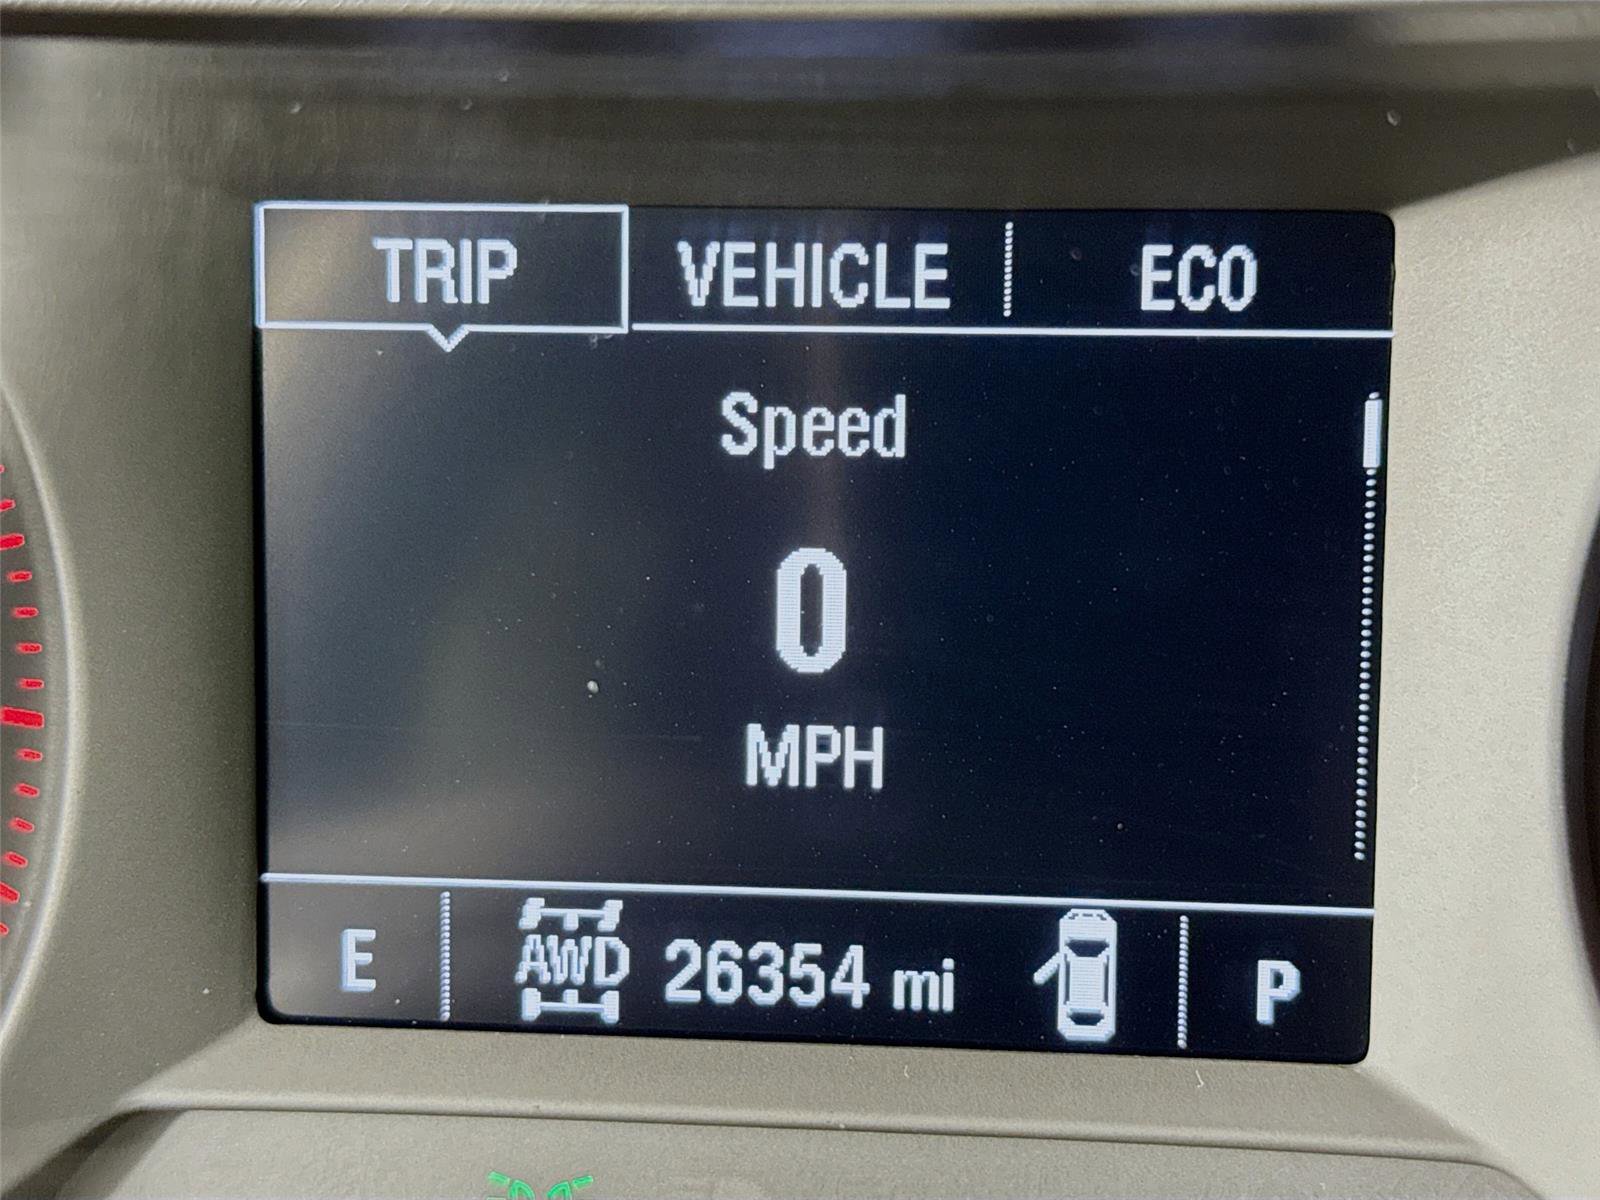 TRIP VEHICLE ECO
Speed
0
MPH
E AWD 26354 mi P